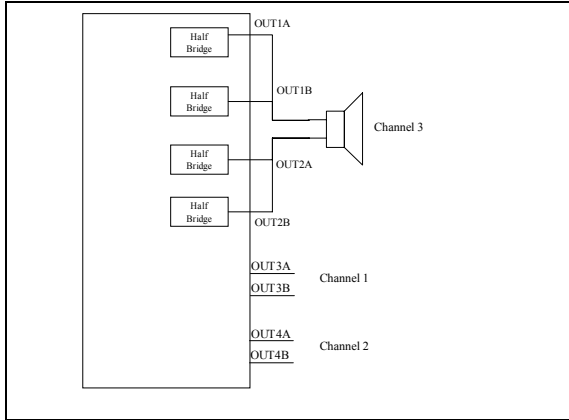 OUT1A
Half
Bridge
OUT1B
Half
Bridge
Channel 3
Half
Bridge
OUT2A
Half
Bridge
OUT2B
OUT3A
Channel 1
OUT3B
OUT4A
Channel 2
OUT4B